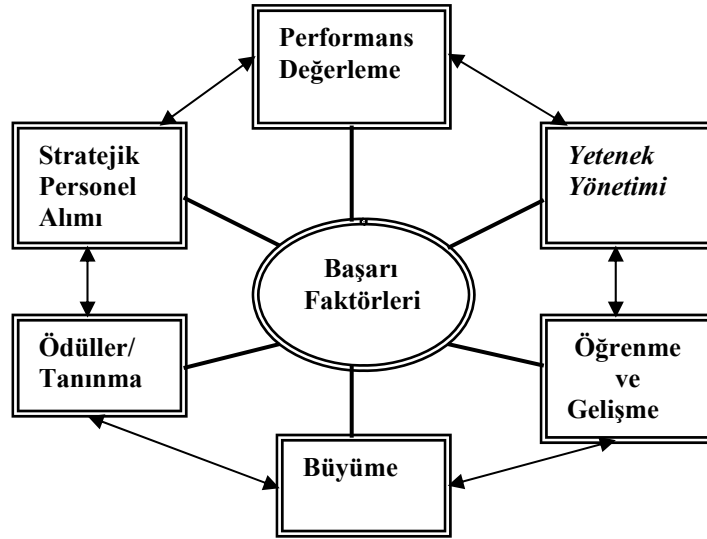 Performans
Değerleme
Stratejik
Personel
Alımı
Yetenek
Yönetimi
Başarı
Faktörleri
Ödüller/
Tanınma
Öğrenme
ve
Gelişme
Büyüme